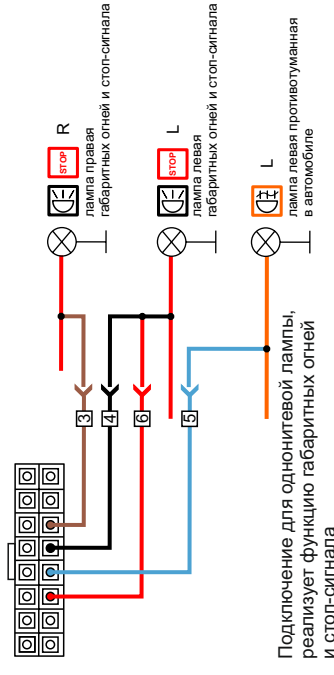 STOP
R
лампа правая
габаритных огней и стоп-сигнала
STOP
L
лампа левая
габаритных огней и стоп-сигнала
L
лампа левая противотуманная
в автомобиле
3
4
6
5
Подключение для однонитевой лампы,
реализует функцию габаритных огней
и стоп-сигнала